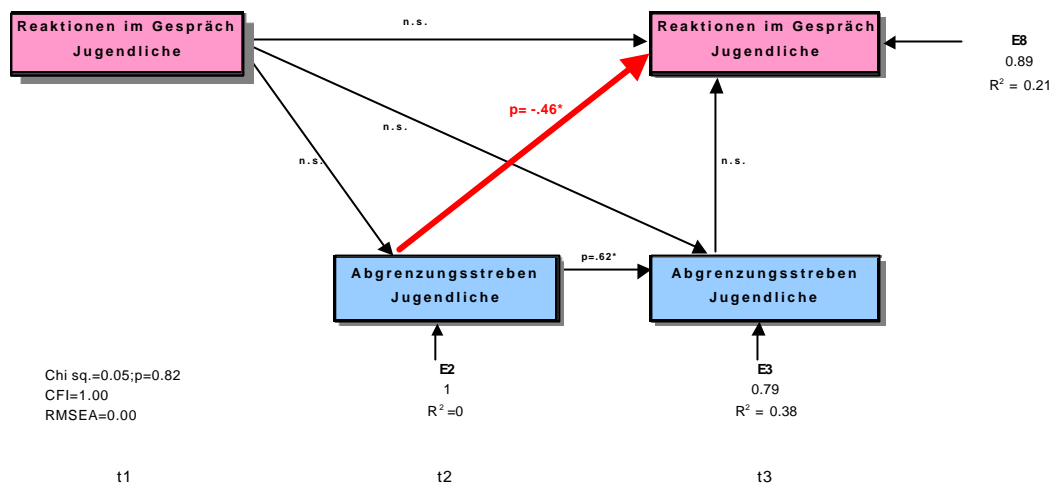 Reaktionen im Gespräch
Jugendliche
n.s.
Reaktionen im Gespräch
Jugendliche
E8
0.89
R² = 0.21
p= -.46*
n.s.
n.s.
n.s.
Abgrenzungsstreben
Jugendliche
p=.62*
Abgrenzungsstreben
Jugendliche
E2
1
R² =0
E3
0.79
R² = 0.38
Chi sq.=0.05;p=0.82
CFI=1.00
RMSEA=0.00
t1
t2
t3